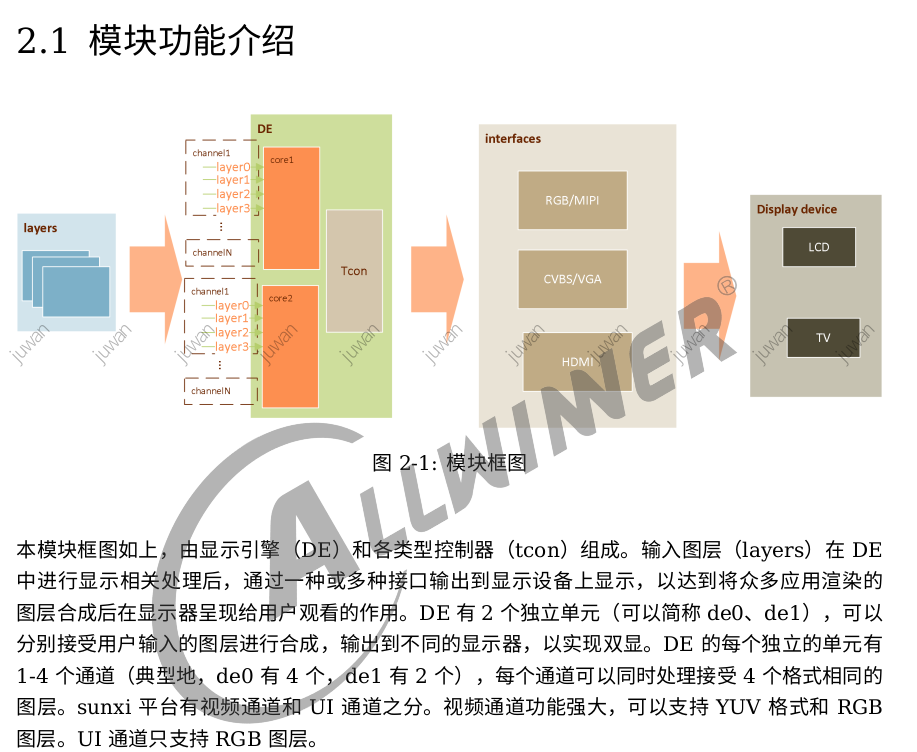 2.1 模块功能介绍
DE
channel1
layer0
layer1
layer2
layer3
⋮
channelN
core1
layers
channel1
layer0
layer1
layer2
layer3
⋮
channelN
core2
Tcon
interfaces
RGB/MIPI
CVBS/VGA
HDMI
Display device
LCD
TV
juwan juwan juwan juwan juwan juwan juwan juwan juwan juwan juwan
ALLWINNER®
图 2-1: 模块框图
本模块框图如上，由显示引擎（DE）和各类型控制器（tcon）组成。输入图层（layers）在 DE
中进行显示相关处理后，通过一种或多种接口输出到显示设备上显示，以达到将众多应用渲染的
图层合成后在显示器呈现给用户观看的作用。DE 有 2 个独立单元（可以简称 de0、de1），可以
分别接受用户输入的图层进行合成，输出到不同的显示器，以实现双显。DE 的每个独立的单元有
1-4 个通道（典型地，de0 有 4 个，de1 有 2 个），每个通道可以同时处理接受 4 个格式相同的
图层。sunxi 平台有视频通道和 UI 通道之分。视频通道功能强大，可以支持 YUV 格式和 RGB
图层。UI 通道只支持 RGB 图层。